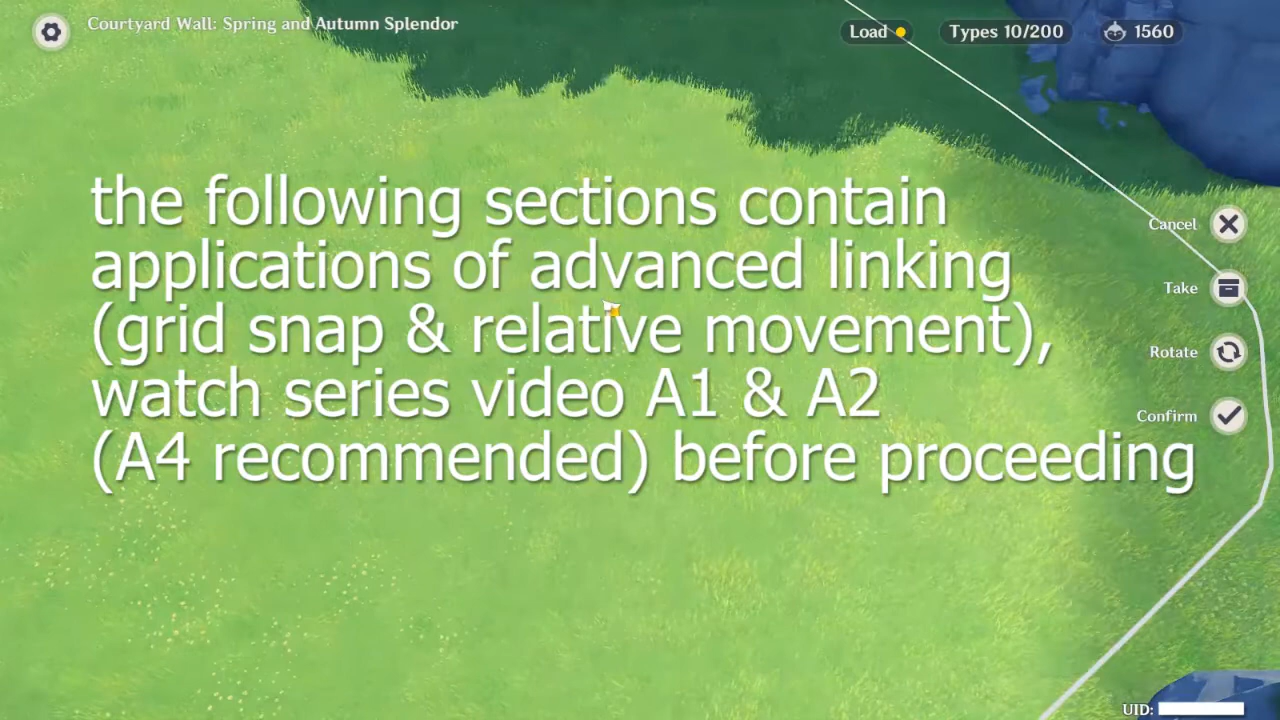 Courtyard Wall: Spring and Autumn Splendor
Load
Types 10/200
1560
the following sections contain
applications of advanced linking
(grid snap & relative movement),
watch series video A1 & A2
(A4 recommended) before proceeding
Cancel
Take
Rotate
Confirm
UID: